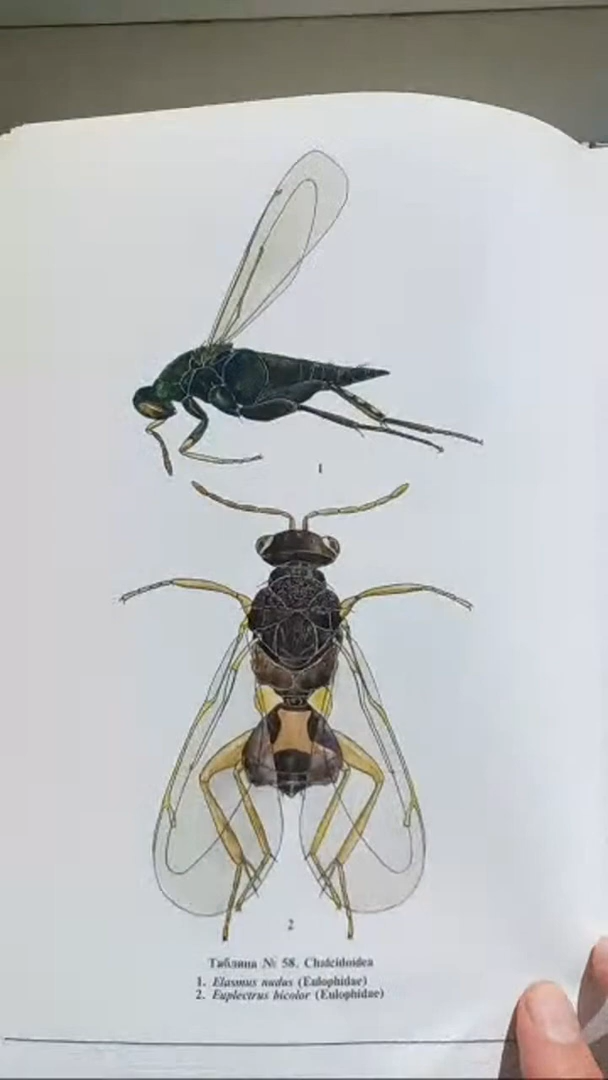 1
2
Таблица № 58. Chalcidoidea
1. Elasmus nudus (Eulophidae)
2. Euplectrus bicolor (Eulophidae)